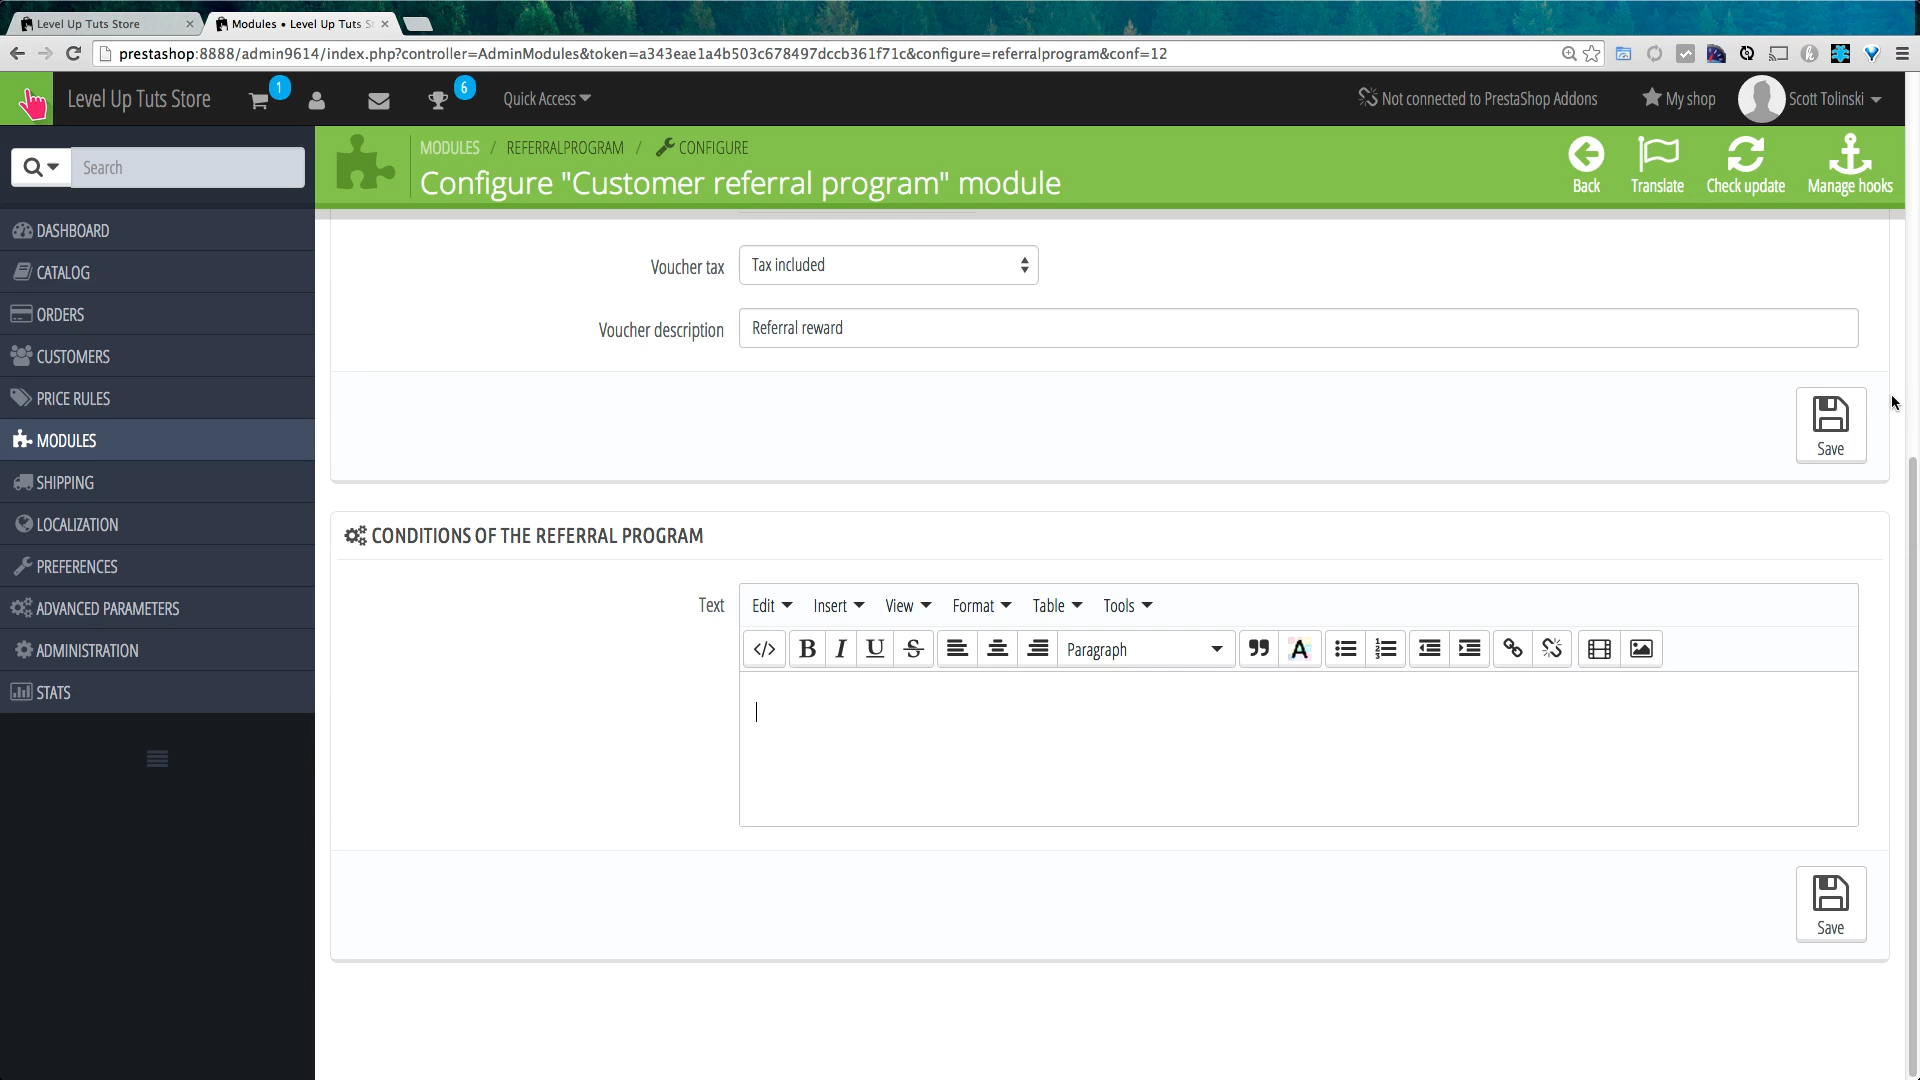 Level Up Tuts Store
Modules • Level Up Tuts S
prestashop:8888/admin9614/index.php?controller=AdminModules&token=a343eae1a4b503c678497dccb361f71c&configure=referralprogram&conf=12
Level Up Tuts Store
1
6
Quick Access
Not connected to PrestaShop Addons
My shop
Scott Tolinski
Search
MODULES / REFERRALPROGRAM / CONFIGURE
Configure "Customer referral program" module
Back
Translate
Check update
Manage hooks
DASHBOARD
CATALOG
ORDERS
CUSTOMERS
PRICE RULES
MODULES
SHIPPING
LOCALIZATION
PREFERENCES
ADVANCED PARAMETERS
ADMINISTRATION
STATS
Voucher tax
Tax included
Voucher description
Referral reward
Save
CONDITIONS OF THE REFERRAL PROGRAM
Text
Edit Insert View Format Table Tools
</> B I U S Paragraph A
Save